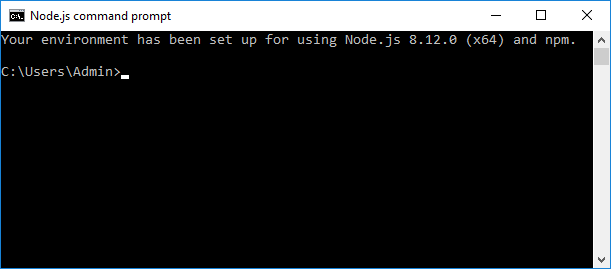 Node.js command prompt
Your environment has been set up for using Node.js 8.12.0 (x64) and npm.
C:\Users\Admin>